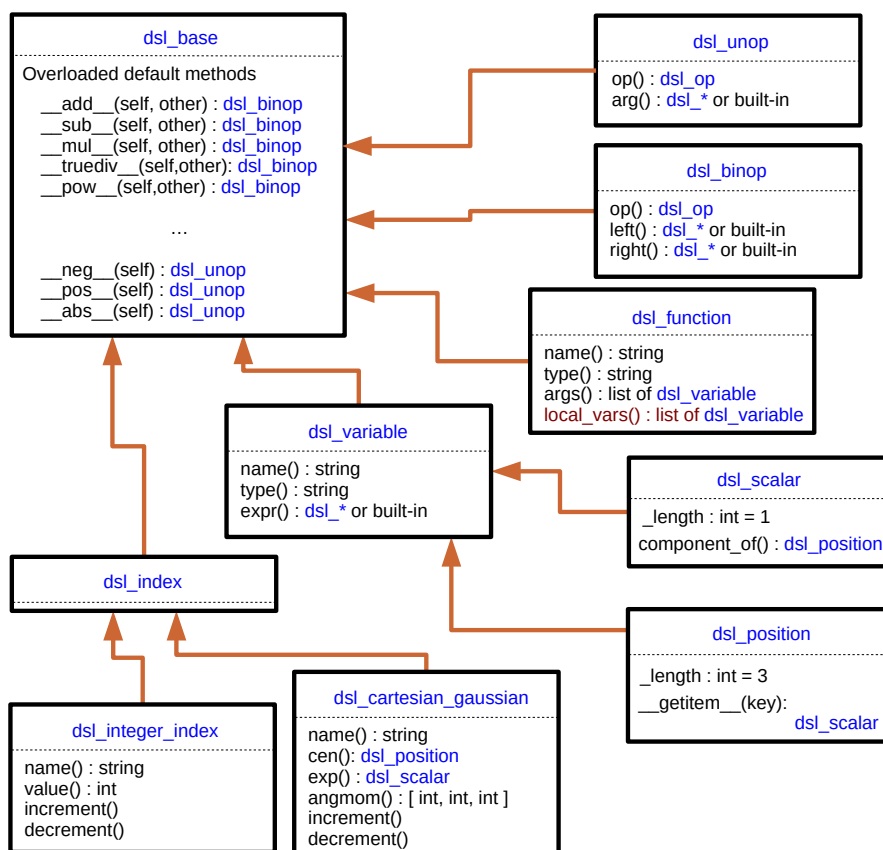 dsl_base
Overloaded default methods
__add__(self, other) : dsl_binop
__sub__(self, other) : dsl_binop
__mul__(self, other) : dsl_binop
__truediv__(self,other): dsl_binop
__pow__(self,other) : dsl_binop
...
__neg__(self) : dsl_unop
__pos__(self) : dsl_unop
__abs__(self) : dsl_unop
dsl_unop
op() : dsl_op
arg() : dsl_* or built-in
dsl_binop
op() : dsl_op
left() : dsl_* or built-in
right() : dsl_* or built-in
dsl_function
name() : string
type() : string
args() : list of dsl_variable
local_vars() : list of dsl_variable
dsl_variable
name() : string
type() : string
expr() : dsl_* or built-in
dsl_scalar
_length : int = 1
component_of() : dsl_position
dsl_index
dsl_position
_length : int = 3
__getitem__(key):
dsl_scalar
dsl_integer_index
name() : string
value() : int
increment()
decrement()
dsl_cartesian_gaussian
name() : string
cen(): dsl_position
exp() : dsl_scalar
angmom() : [ int, int, int ]
increment()
decrement()